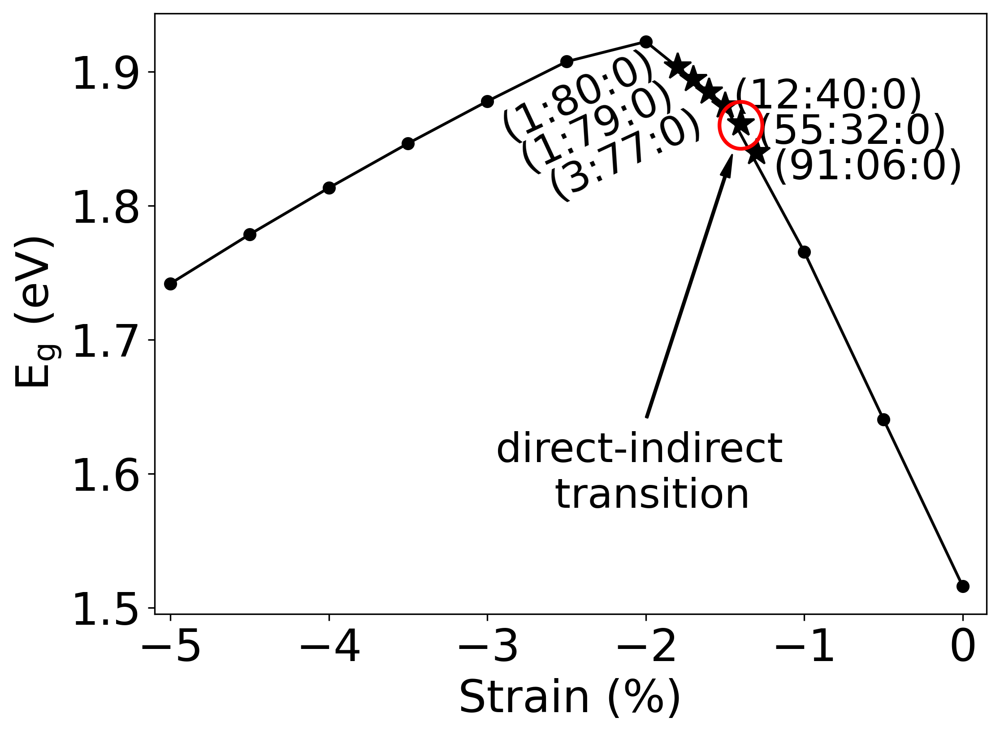 1.9
1.8
1.7
1.6
1.5
E_g (eV)
(1:80:0)
(1:79:0)
(3:77:0)
(12:40:0)
(55:32:0)
(91:06:0)
direct-indirect
transition
−5 −4 −3 −2 −1 0
Strain (%)